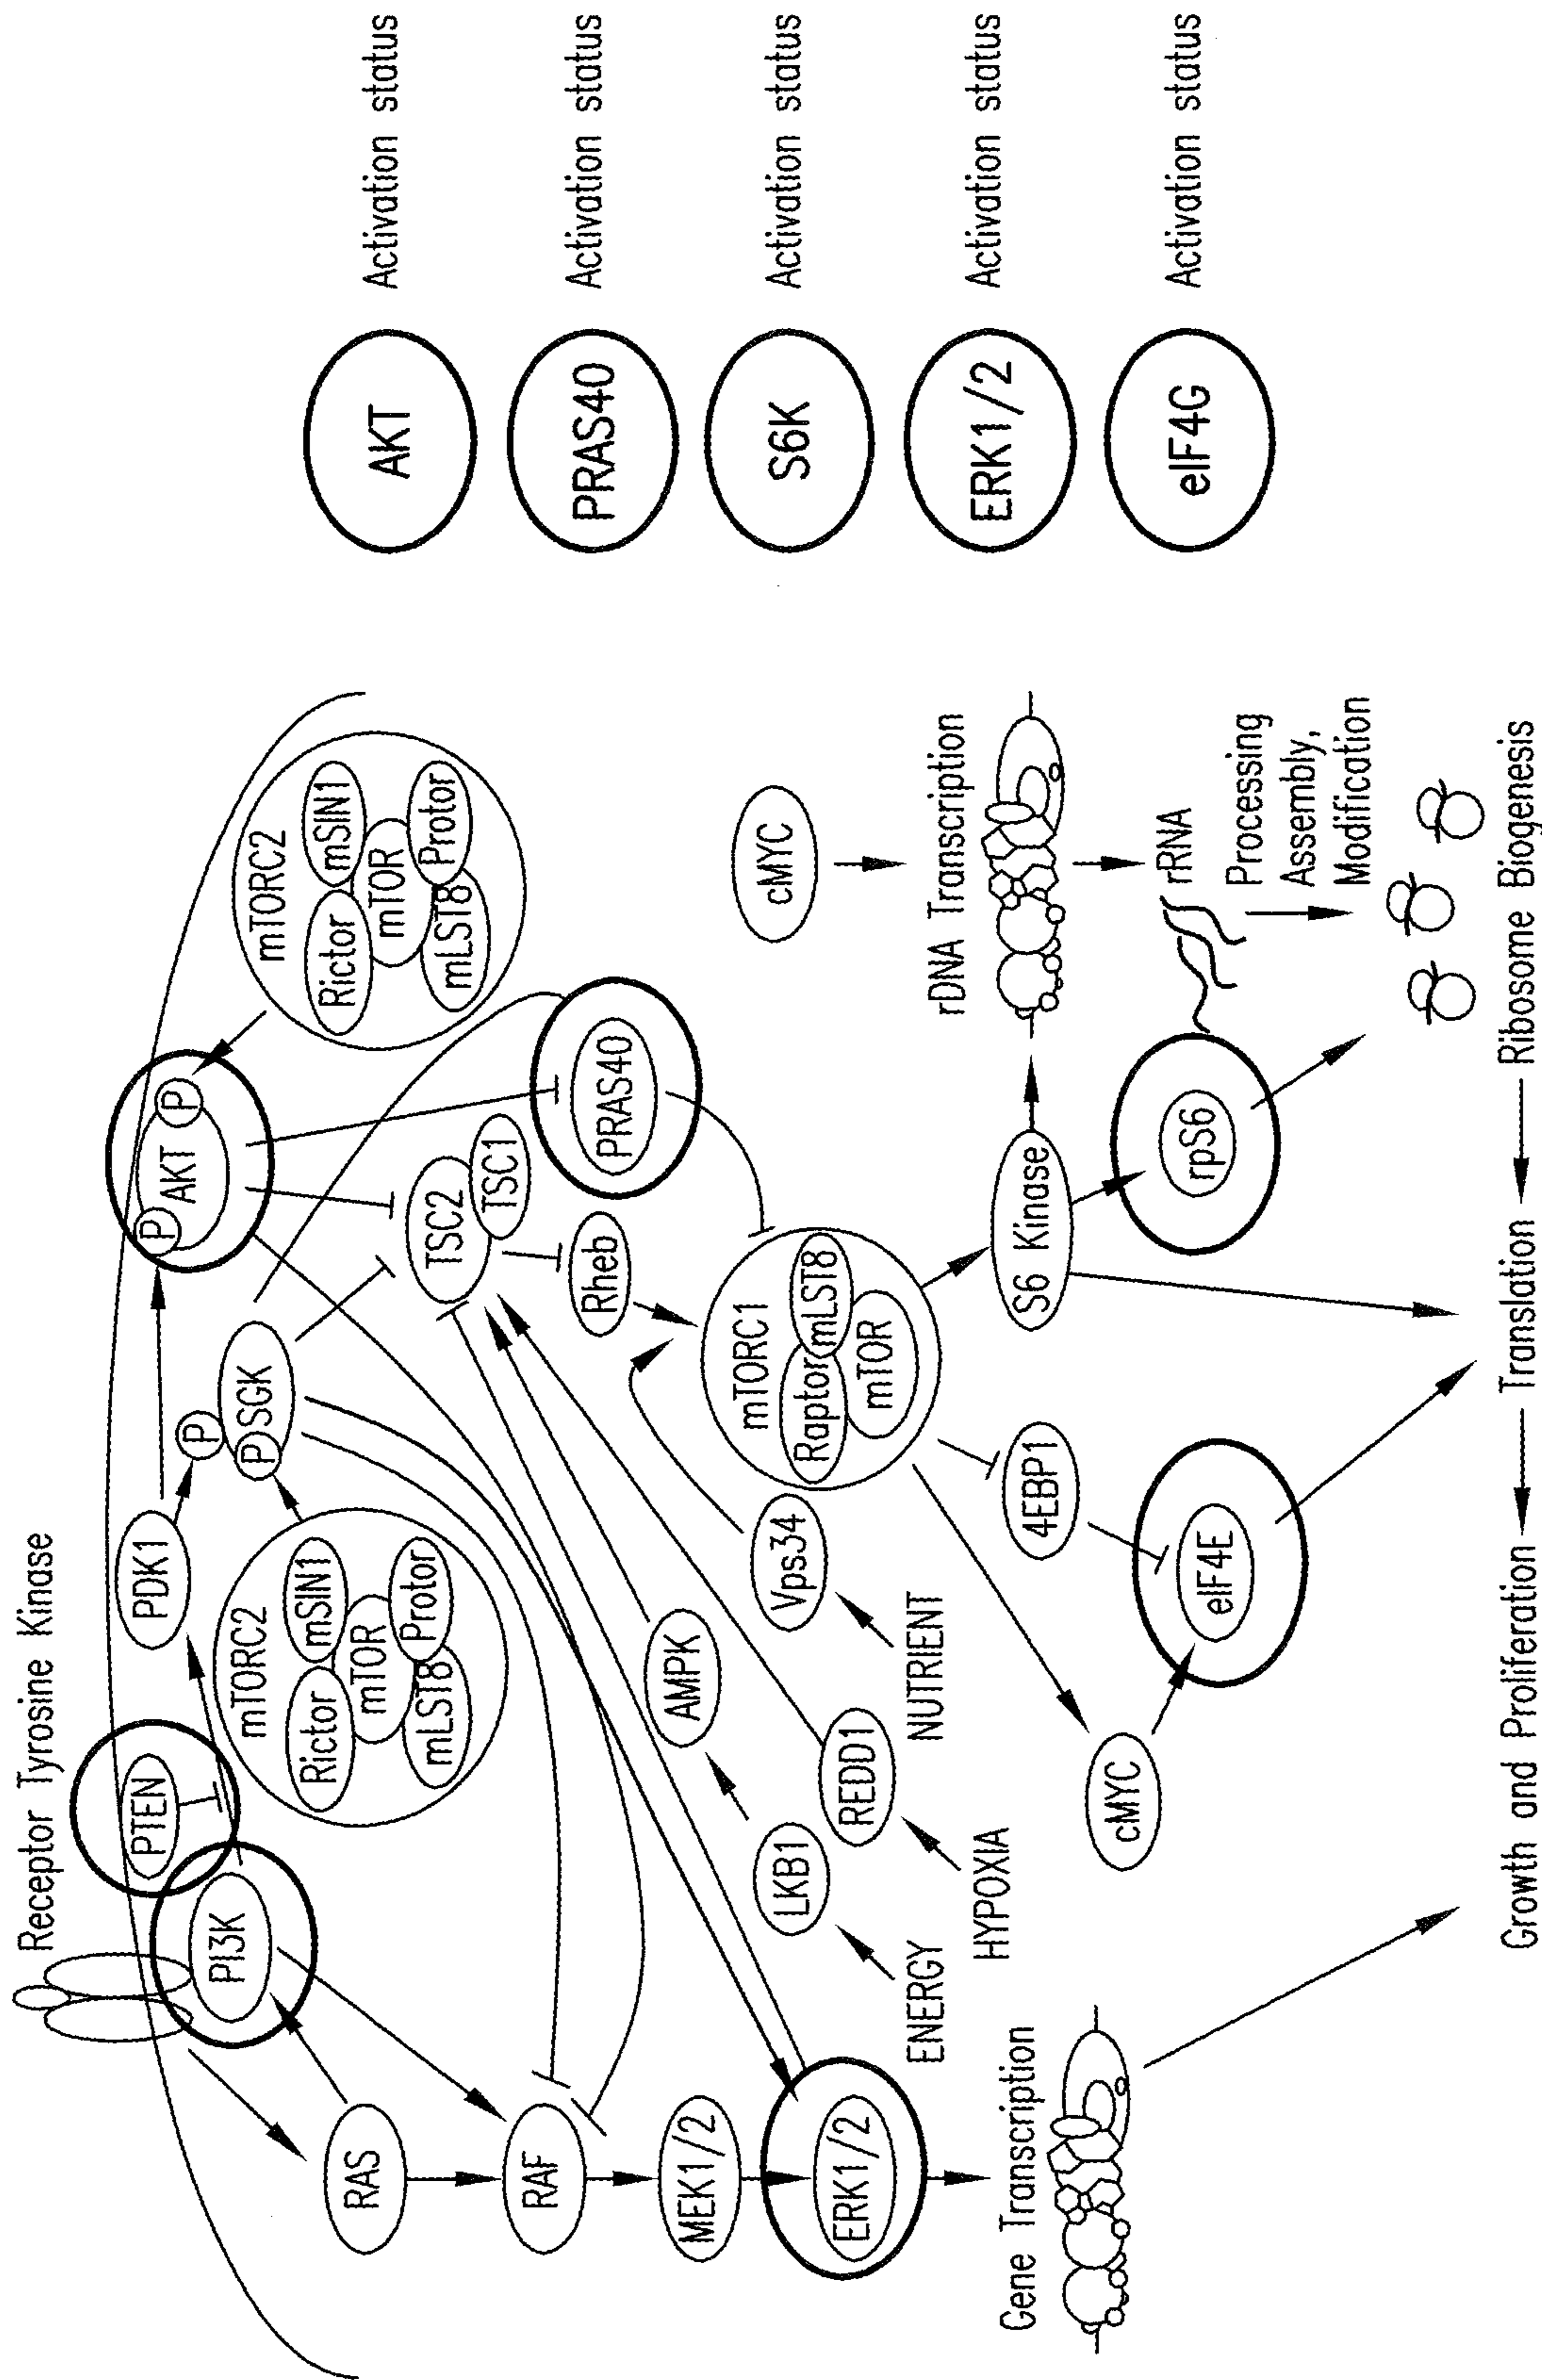 Receptor Tyrosine Kinase
PTEN
PI3K
PDK1
P
AKT
P
P
P
SGK
mTORC2
Rictor
mSIN1
mTOR
mLST8
Protor
mTORC2
Rictor
mSIN1
mTOR
mLST8
Protor
RAS
RAF
MEK1/2
ERK1/2
TSC2
TSC1
Rheb
PRAS40
AMPK
LKB1
REDD1
Vps34
ENERGY
HYPOXIA
NUTRIENT
mTORC1
Raptor
mLST8
mTOR
cMYC
rDNA Transcription
S6 Kinase
4EBP1
cMYC
eIF4E
rpS6
rRNA
Processing
Assembly,
Modification
Gene Transcription
Growth and Proliferation
Translation
Ribosome Biogenesis
AKT
Activation status
PRAS40
Activation status
S6K
Activation status
ERK1/2
Activation status
eIF4G
Activation status